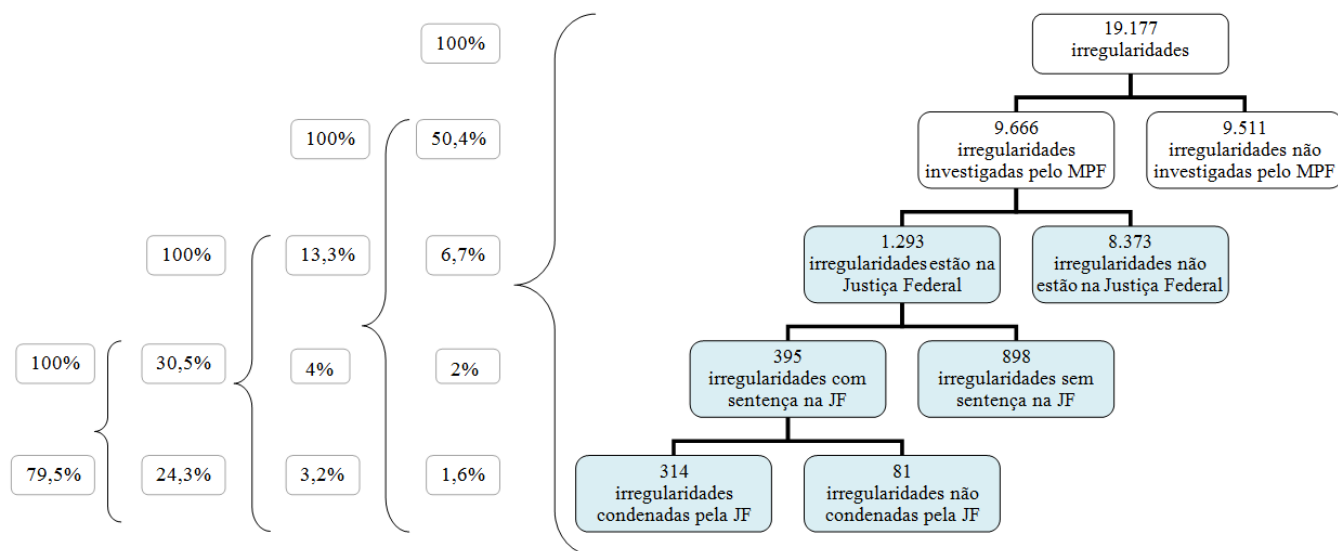 100%
19.177
irregularidades
100%
50,4%
9.666
irregularidades
investigadas pelo MPF
9.511
irregularidades não
investigadas pelo MPF
100%
13,3%
6,7%
1.293
irregularidades estão na
Justiça Federal
8.373
irregularidades não
estão na Justiça Federal
100%
30,5%
4%
2%
395
irregularidades com
sentença na JF
898
irregularidades sem
sentença na JF
79,5%
24,3%
3,2%
1,6%
314
irregularidades
condenadas pela JF
81
irregularidades não
condenadas pela JF